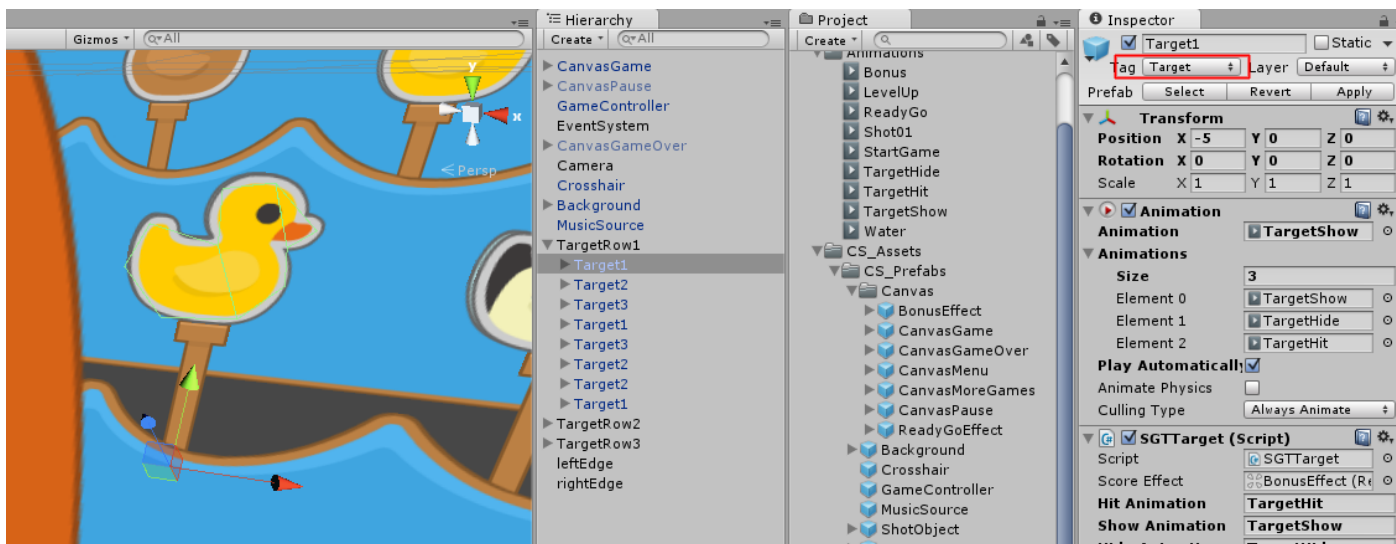 Gizmos
All
y
x
Persp
Hierarchy
Create
All
CanvasGame
CanvasPause
GameController
EventSystem
CanvasGameOver
Camera
Crosshair
Background
MusicSource
TargetRow1
Target1
Target2
Target3
Target1
Target3
Target2
Target2
Target1
TargetRow2
TargetRow3
leftEdge
rightEdge
Project
Create
Animations
Bonus
LevelUp
ReadyGo
Shot01
StartGame
TargetHide
TargetHit
TargetShow
Water
CS_Assets
CS_Prefabs
Canvas
BonusEffect
CanvasGame
CanvasGameOver
CanvasMenu
CanvasMoreGames
CanvasPause
ReadyGoEffect
Background
Crosshair
GameController
MusicSource
ShotObject
Inspector
Target1 Static
Tag Target Layer Default
Prefab Select Revert Apply
Transform
Position X -5 Y 0 Z 0
Rotation X 0 Y 0 Z 0
Scale X 1 Y 1 Z 1
Animation
Animation TargetShow
Animations
Size 3
Element 0 TargetShow
Element 1 TargetHide
Element 2 TargetHit
Play Automatically
Animate Physics
Culling Type Always Animate
SGTTarget (Script)
Script SGTTarget
Score Effect BonusEffect (Re
Hit Animation TargetHit
Show Animation TargetShow